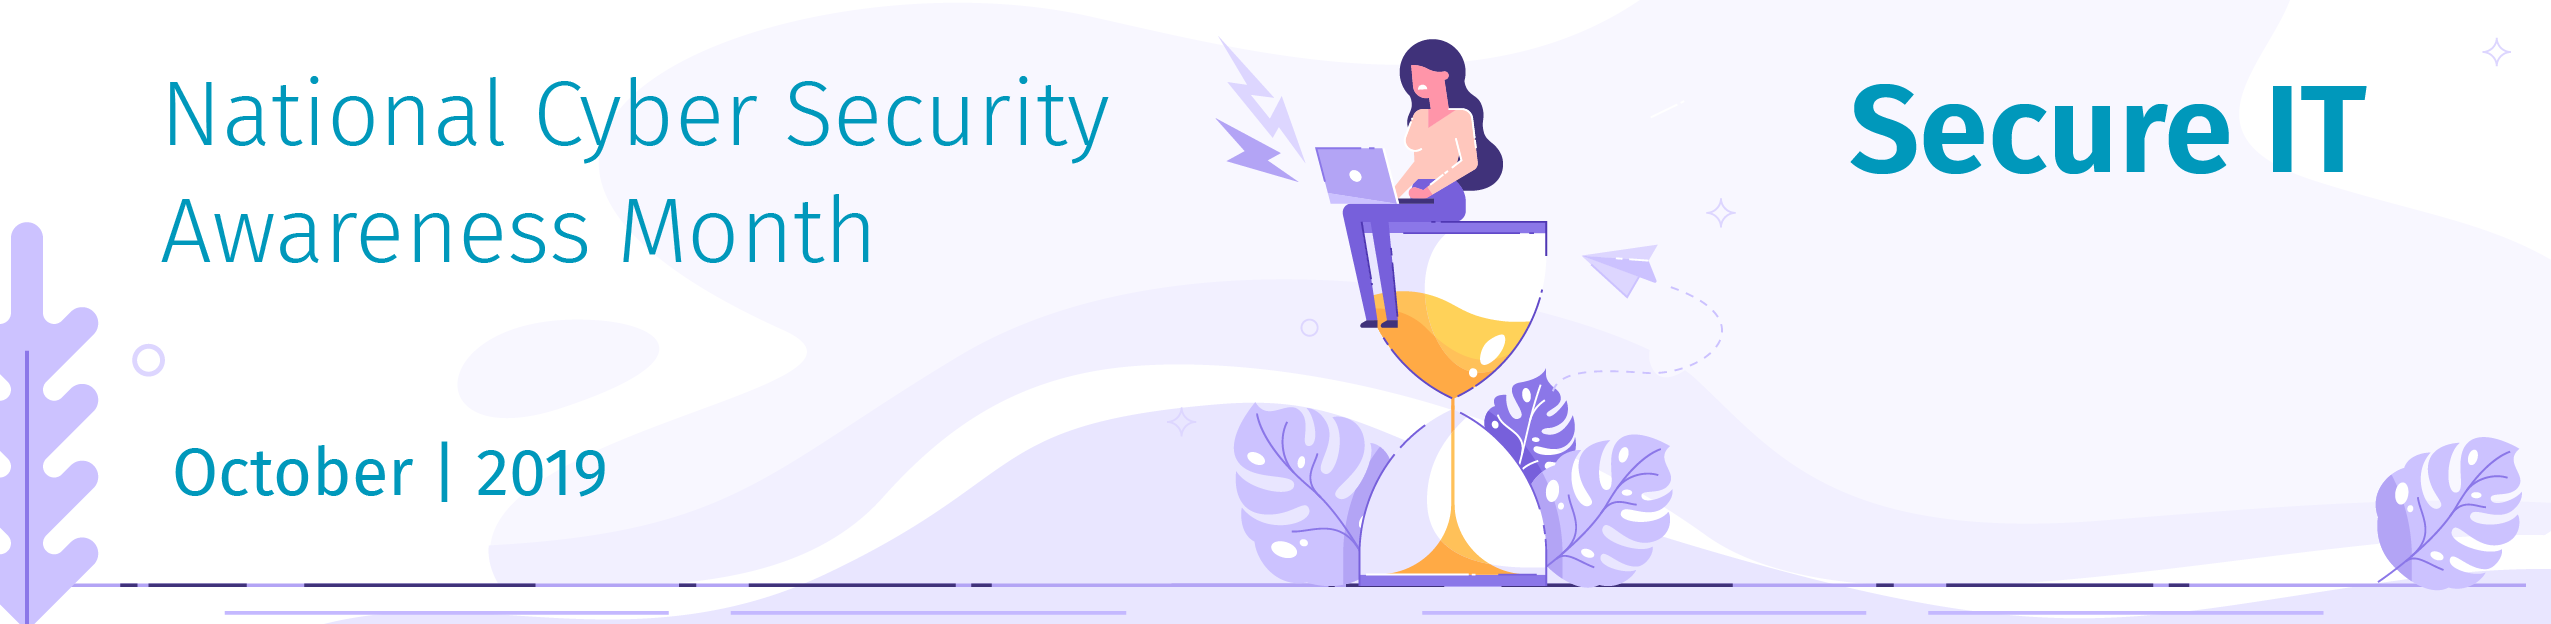 National Cyber Security
Awareness Month
October | 2019
Secure IT